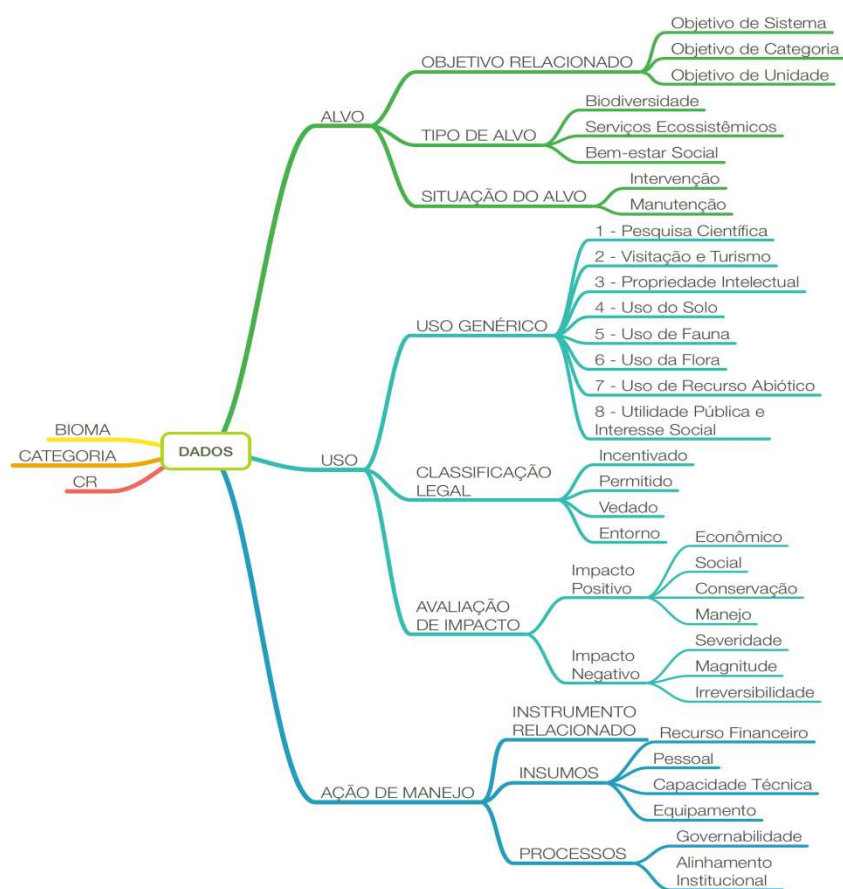 DADOS
BIOMA
CATEGORIA
CR
ALVO
OBJETIVO RELACIONADO
Objetivo de Sistema
Objetivo de Categoria
Objetivo de Unidade
TIPO DE ALVO
Biodiversidade
Serviços Ecossistêmicos
Bem-estar Social
SITUAÇÃO DO ALVO
Intervenção
Manutenção
USO
USO GENÉRICO
1 - Pesquisa Científica
2 - Visitação e Turismo
3 - Propriedade Intelectual
4 - Uso do Solo
5 - Uso de Fauna
6 - Uso da Flora
7 - Uso de Recurso Abiótico
8 - Utilidade Pública e
Interesse Social
CLASSIFICAÇÃO
LEGAL
Incentivado
Permitido
Vedado
Entorno
AVALIAÇÃO
DE IMPACTO
Impacto
Positivo
Econômico
Social
Conservação
Manejo
Impacto
Negativo
Severidade
Magnitude
Irreversibilidade
AÇÃO DE MANEJO
INSTRUMENTO
RELACIONADO
INSUMOS
Recurso Financeiro
Pessoal
Capacidade Técnica
Equipamento
PROCESSOS
Governabilidade
Alinhamento
Institucional